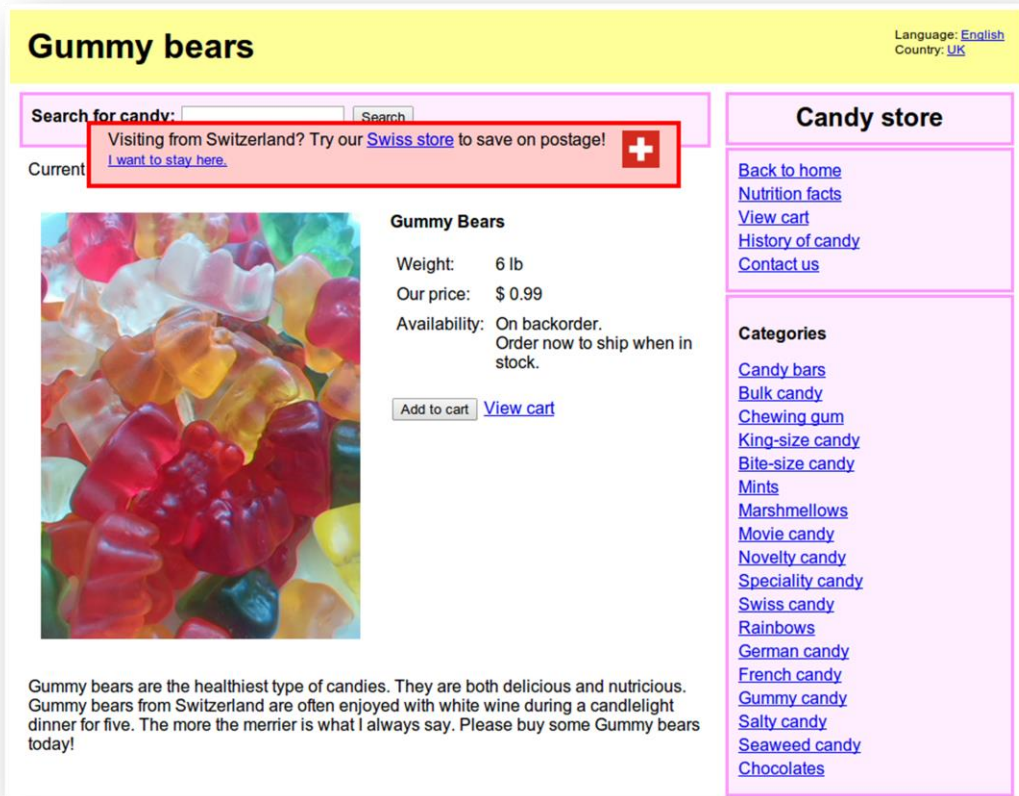 Gummy bears
Language: English
Country: UK
Search for candy: Search
Visiting from Switzerland? Try our Swiss store to save on postage!
I want to stay here.
Current
Gummy Bears
Weight: 6 lb
Our price: $ 0.99
Availability: On backorder.
Order now to ship when in
stock.
Add to cart View cart
Gummy bears are the healthiest type of candies. They are both delicious and nutricious.
Gummy bears from Switzerland are often enjoyed with white wine during a candlelight
dinner for five. The more the merrier is what I always say. Please buy some Gummy bears
today!
Candy store
Back to home
Nutrition facts
View cart
History of candy
Contact us
Categories
Candy bars
Bulk candy
Chewing gum
King-size candy
Bite-size candy
Mints
Marshmellows
Movie candy
Novelty candy
Speciality candy
Swiss candy
Rainbows
German candy
French candy
Gummy candy
Salty candy
Seaweed candy
Chocolates